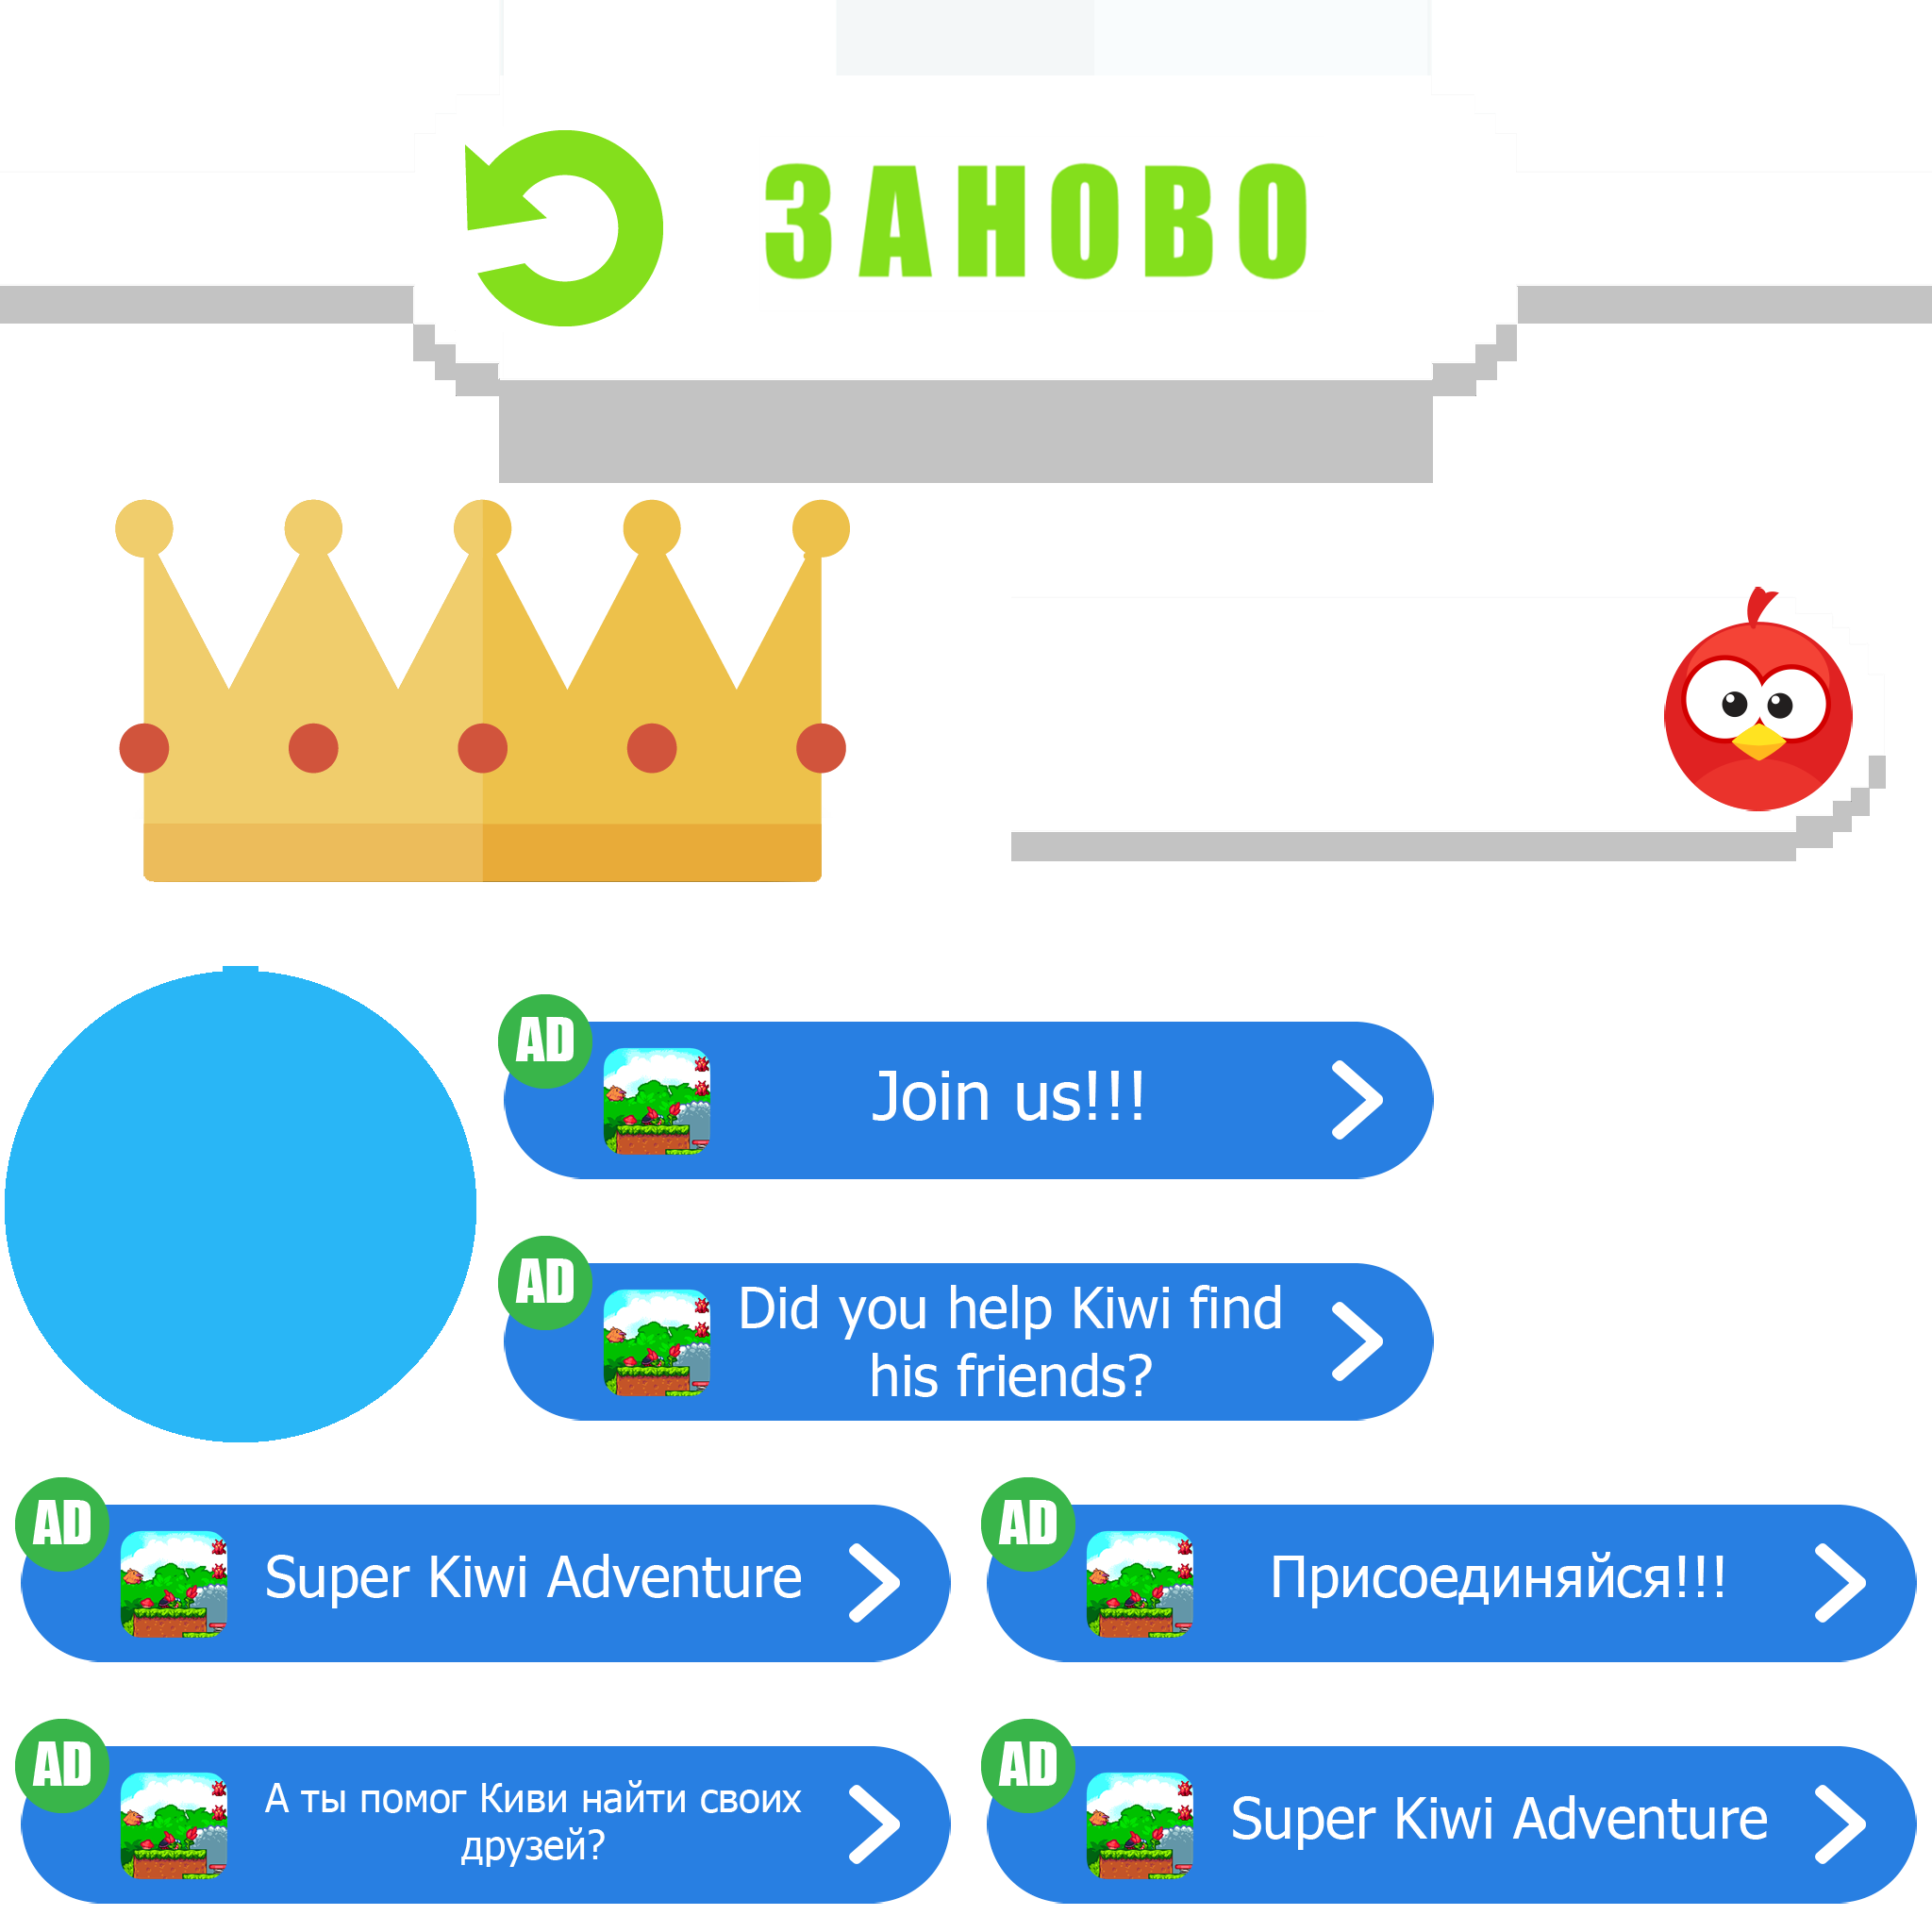 ЗАНОВО
AD
Join us!!!
AD
Did you help Kiwi find
his friends?
AD
Super Kiwi Adventure
AD
Присоединяйся!!!
AD
А ты помог Киви найти своих
друзей?
AD
Super Kiwi Adventure